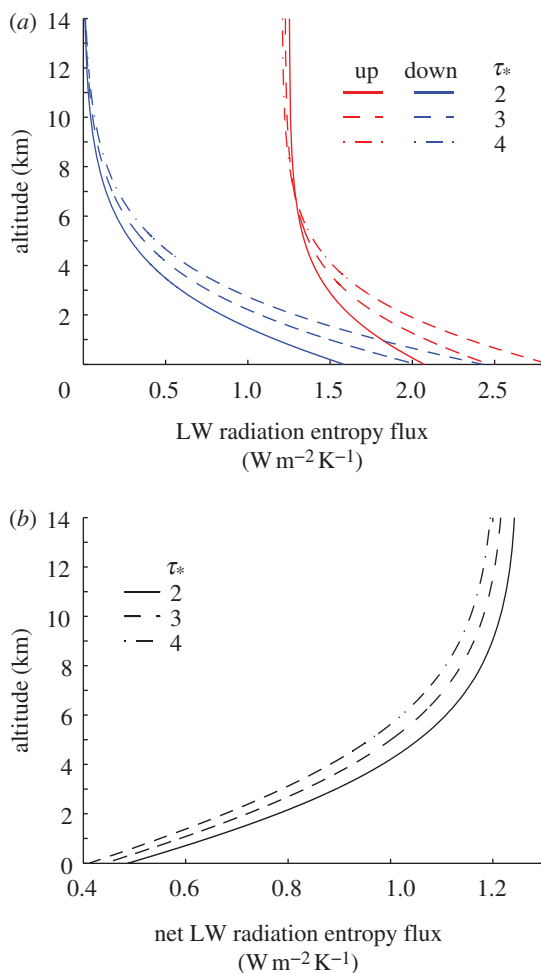 (a)
14
12
10
8
6
4
2
0
altitude (km)
up down τ*
2
3
4
0.5 1.0 1.5 2.0 2.5
LW radiation entropy flux
(W m−2 K−1)
(b)
14
12
10
8
6
4
2
0
altitude (km)
τ*
2
3
4
0.4 0.6 0.8 1.0 1.2
net LW radiation entropy flux
(W m−2 K−1)